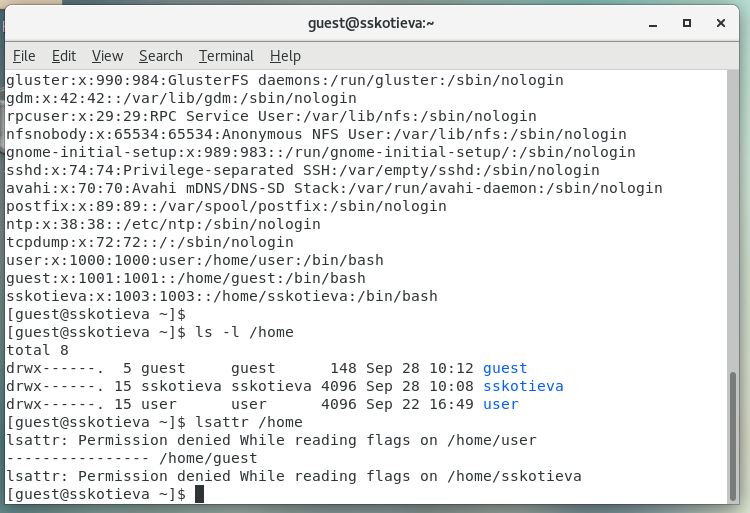 guest@sskotieva:~
File Edit View Search Terminal Help
gluster:x:990:984:GlusterFS daemons:/run/gluster:/sbin/nologin
gdm:x:42:42::/var/lib/gdm:/sbin/nologin
rpcuser:x:29:29:RPC Service User:/var/lib/nfs:/sbin/nologin
nfsnobody:x:65534:65534:Anonymous NFS User:/var/lib/nfs:/sbin/nologin
gnome-initial-setup:x:989:983::/run/gnome-initial-setup/:/sbin/nologin
sshd:x:74:74:Privilege-separated SSH:/var/empty/sshd:/sbin/nologin
avahi:x:70:70:Avahi mDNS/DNS-SD Stack:/var/run/avahi-daemon:/sbin/nologin
postfix:x:89:89::/var/spool/postfix:/sbin/nologin
ntp:x:38:38::/etc/ntp:/sbin/nologin
tcpdump:x:72:72::/:/sbin/nologin
user:x:1000:1000:user:/home/user:/bin/bash
guest:x:1001:1001::/home/guest:/bin/bash
sskotieva:x:1003:1003::/home/sskotieva:/bin/bash
[guest@sskotieva ~]$
[guest@sskotieva ~]$ ls -l /home
total 8
drwx------.  5 guest     guest      148 Sep 28 10:12 guest
drwx------. 15 sskotieva sskotieva 4096 Sep 28 10:08 sskotieva
drwx------. 15 user      user      4096 Sep 22 16:49 user
[guest@sskotieva ~]$ lsattr /home
lsattr: Permission denied While reading flags on /home/user
---------------- /home/guest
lsattr: Permission denied While reading flags on /home/sskotieva
[guest@sskotieva ~]$